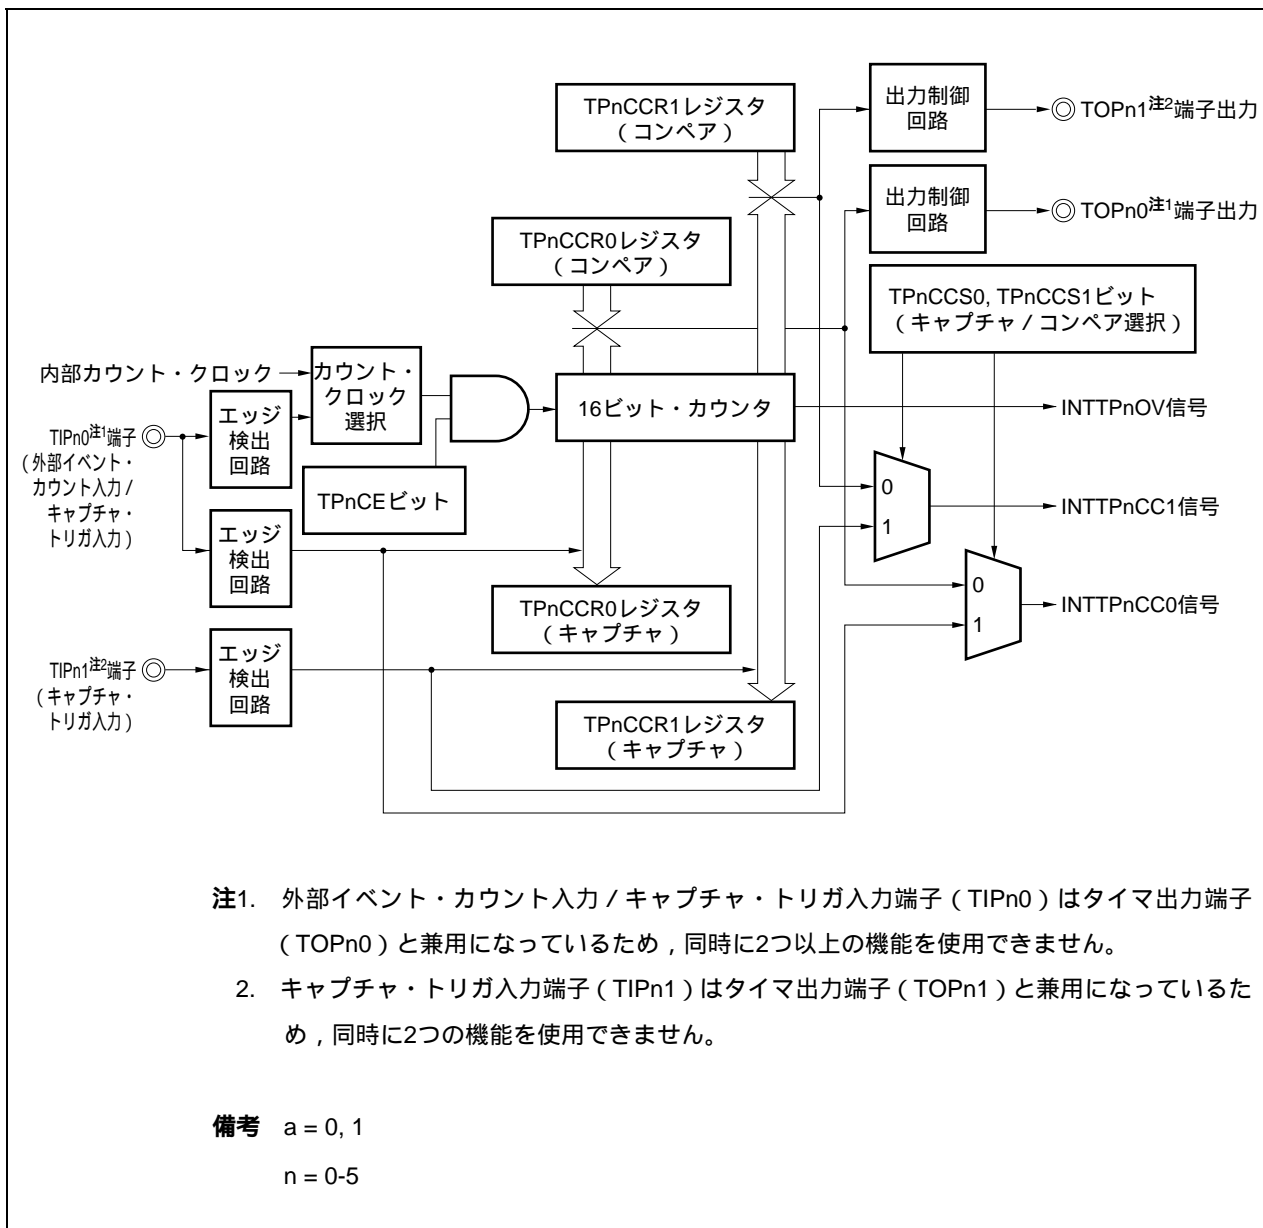 TPnCCR1レジスタ
（コンペア）
出力制御
回路
TOPn1注2端子出力
出力制御
回路
TOPn0注1端子出力
TPnCCR0レジスタ
（コンペア）
TPnCCS0, TPnCCS1ビット
（キャプチャ／コンペア選択）
内部カウント・クロック
カウント・
クロック
選択
16ビット・カウンタ
INTTPnOV信号
TIPn0注1端子
（外部イベント・
カウント入力／
キャプチャ・
トリガ入力）
エッジ
検出
回路
TPnCEビット
0
1
INTTPnCC1信号
エッジ
検出
回路
TPnCCR0レジスタ
（キャプチャ）
0
1
INTTPnCC0信号
TIPn1注2端子
（キャプチャ・
トリガ入力）
エッジ
検出
回路
TPnCCR1レジスタ
（キャプチャ）
注1. 外部イベント・カウント入力／キャプチャ・トリガ入力端子（TIPn0）はタイマ出力端子
（TOPn0）と兼用になっているため，同時に2つ以上の機能を使用できません。
2. キャプチャ・トリガ入力端子（TIPn1）はタイマ出力端子（TOPn1）と兼用になっているた
め，同時に2つの機能を使用できません。
備考 a = 0, 1
n = 0-5